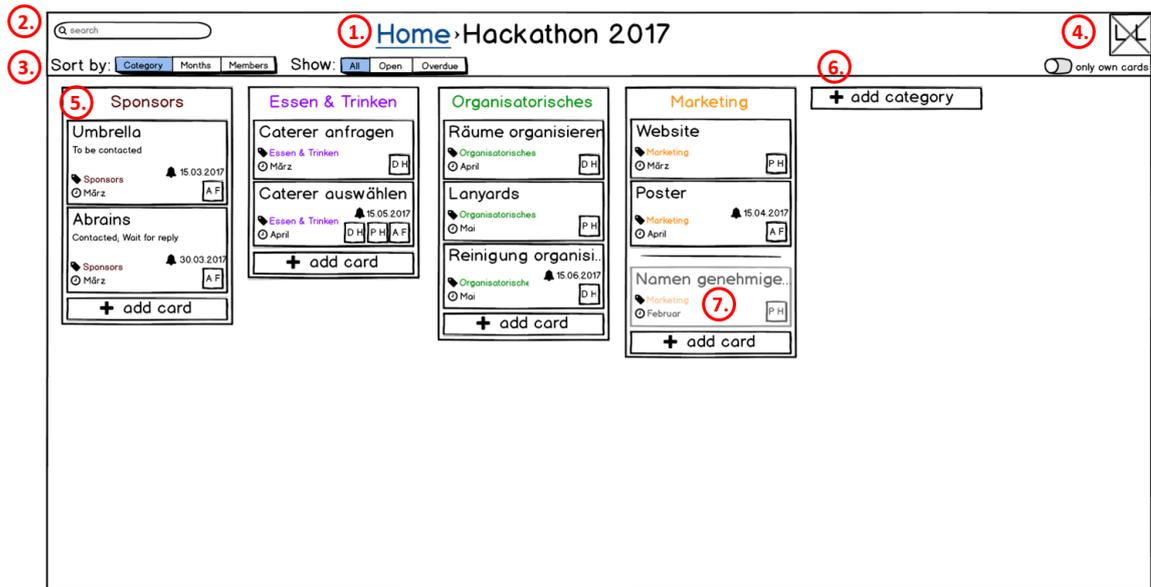 2.
search
1.
Home›Hackathon 2017
4.
3.
Sort by: Category Months Members Show: All Open Overdue
only own cards
5.
Sponsors
Umbrella
To be contacted
15.03.2017
Sponsors
März
A F
Abrains
Contacted, Wait for reply
30.03.2017
Sponsors
März
A F
+ add card
Essen & Trinken
Caterer anfragen
Essen & Trinken
März
D H
Caterer auswählen
15.05.2017
Essen & Trinken
April
D H P H A F
+ add card
Organisatorisches
Räume organisieren
Organisatorisches
April
D H
Lanyards
Organisatorisches
Mai
P H
Reinigung organisi..
15.06.2017
Organisatorische
Mai
D H
+ add card
Marketing
Website
Marketing
März
P H
Poster
15.04.2017
Marketing
April
A F
Namen genehmige..
Marketing
Februar
7.
P H
+ add card
6.
+ add category